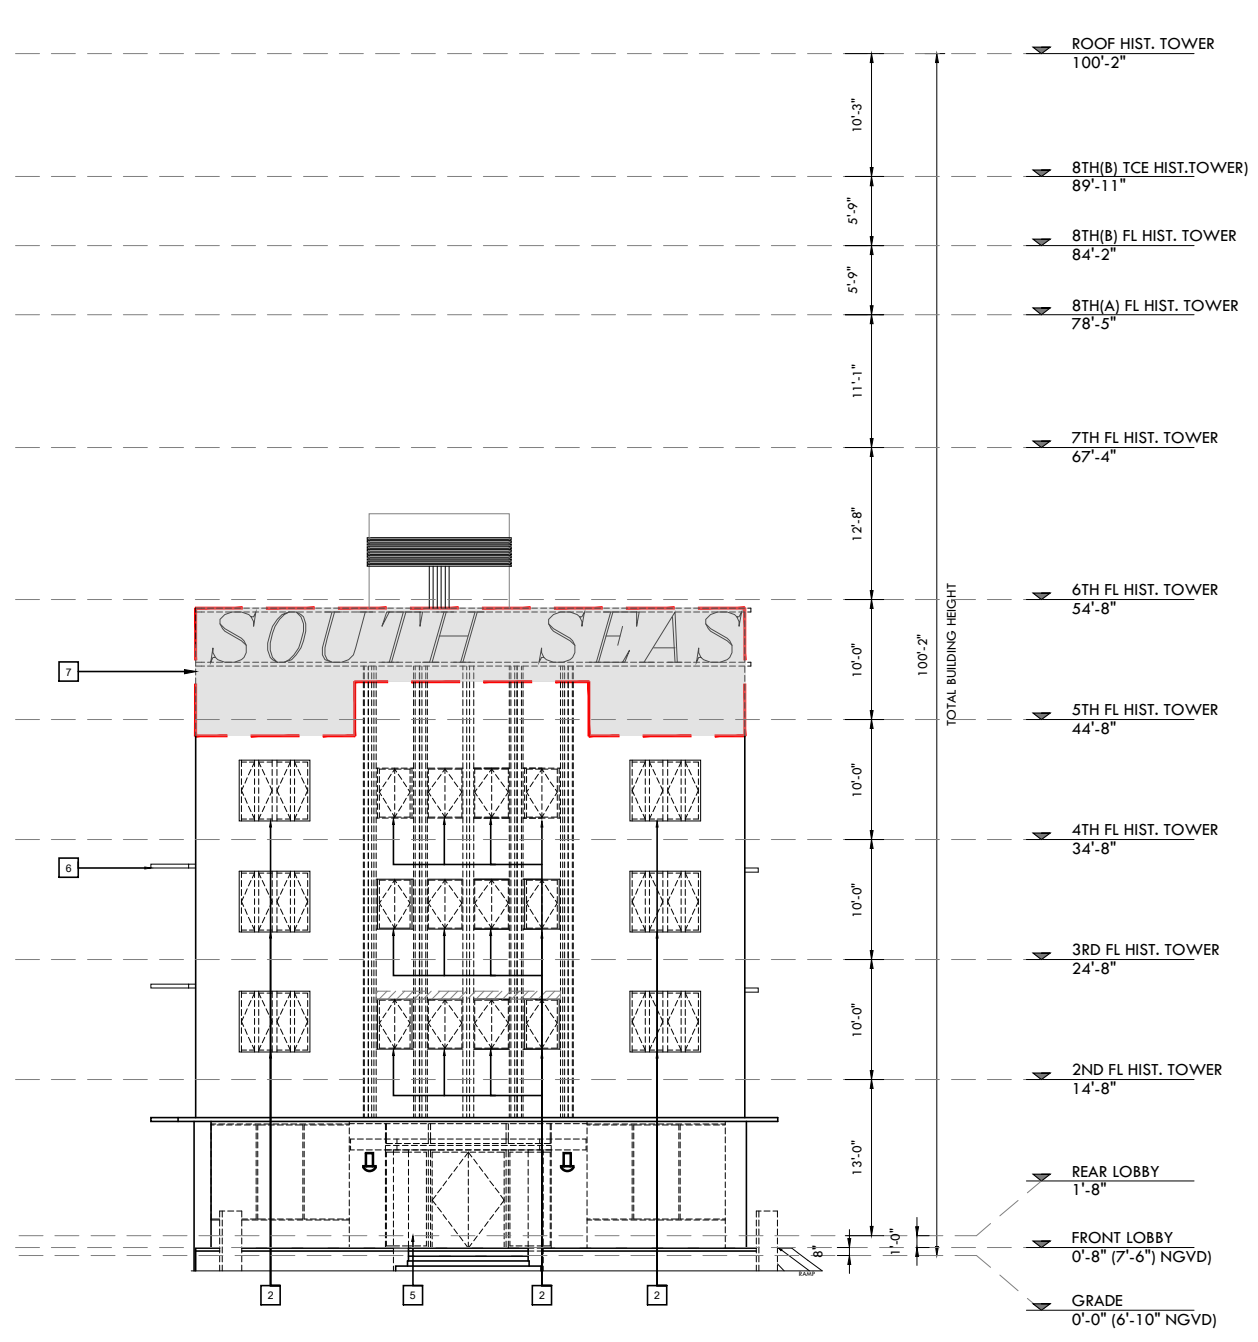 ROOF HIST. TOWER
100'-2"
10'-3"
8TH(B) TCE HIST.TOWER)
89'-11"
5'-9"
8TH(B) FL HIST. TOWER
84'-2"
5'-9"
8TH(A) FL HIST. TOWER
78'-5"
11'-1"
7TH FL HIST. TOWER
67'-4"
12'-8"
6TH FL HIST. TOWER
54'-8"
SOUTH SEAS
10'-0"
100'-2"
TOTAL BUILDING HEIGHT
7
5TH FL HIST. TOWER
44'-8"
10'-0"
4TH FL HIST. TOWER
34'-8"
6
10'-0"
3RD FL HIST. TOWER
24'-8"
10'-0"
2ND FL HIST. TOWER
14'-8"
13'-0"
REAR LOBBY
1'-8"
1'-0"
8"
FRONT LOBBY
0'-8" (7'-6") NGVD)
RAMP
2
5
2
2
GRADE
0'-0" (6'-10" NGVD)